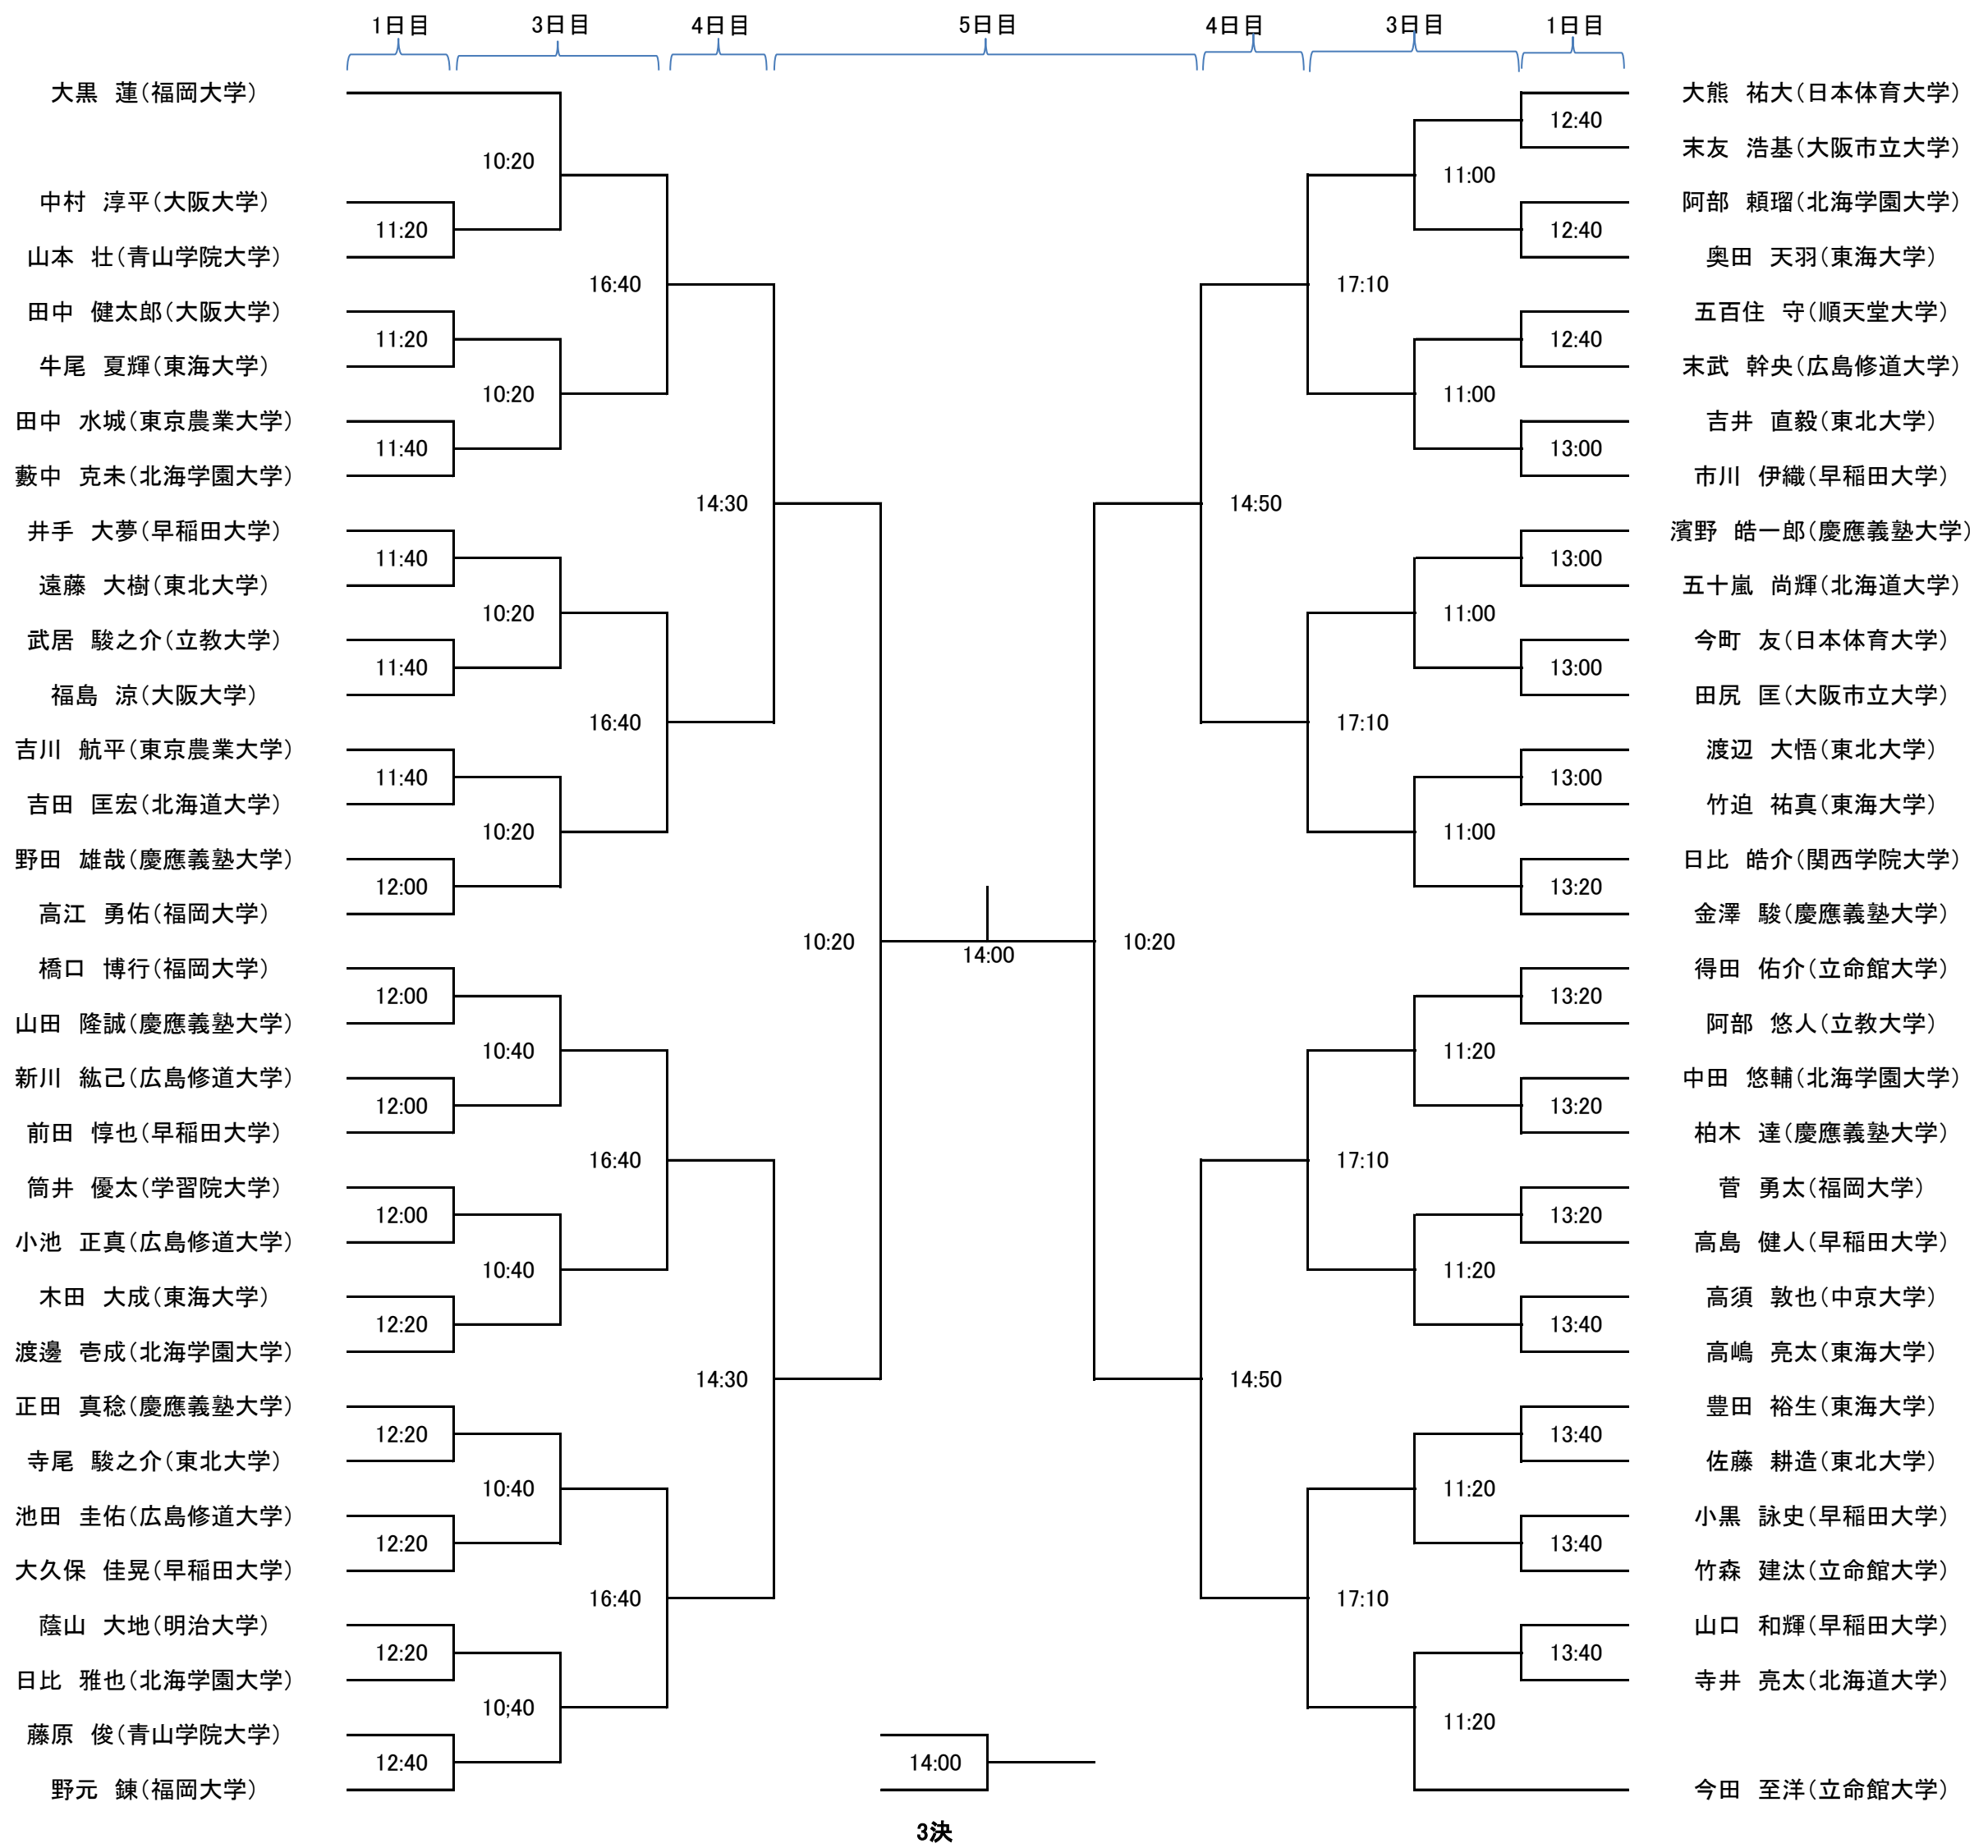 1日目 3日目 4日目 5日目 4日目 3日目 1日目
大黒 蓮(福岡大学) 大熊 祐大(日本体育大学)
12:40
末友 浩基(大阪市立大学)
10:20
11:00
中村 淳平(大阪大学) 阿部 頼瑠(北海学園大学)
11:20 12:40
山本 壮(青山学院大学) 奥田 天羽(東海大学)
16:40 17:10
田中 健太郎(大阪大学) 五百住 守(順天堂大学)
11:20 12:40
牛尾 夏輝(東海大学) 末武 幹央(広島修道大学)
10:20 11:00
田中 水城(東京農業大学) 吉井 直毅(東北大学)
11:40 13:00
藪中 克未(北海学園大学) 市川 伊織(早稲田大学)
14:30 14:50
井手 大夢(早稲田大学) 濱野 皓一郎(慶應義塾大学)
11:40 13:00
遠藤 大樹(東北大学) 五十嵐 尚輝(北海道大学)
10:20 11:00
武居 駿之介(立教大学) 今町 友(日本体育大学)
11:40 13:00
福島 涼(大阪大学) 田尻 匡(大阪市立大学)
16:40 17:10
吉川 航平(東京農業大学) 渡辺 大悟(東北大学)
11:40 13:00
吉田 匡宏(北海道大学) 竹迫 祐真(東海大学)
10:20 11:00
野田 雄哉(慶應義塾大学) 日比 皓介(関西学院大学)
12:00 13:20
高江 勇佑(福岡大学) 金澤 駿(慶應義塾大学)
10:20 14:00 10:20
橋口 博行(福岡大学) 得田 佑介(立命館大学)
12:00 13:20
山田 隆誠(慶應義塾大学) 阿部 悠人(立教大学)
10:40 11:20
新川 紘己(広島修道大学) 中田 悠輔(北海学園大学)
12:00 13:20
前田 惇也(早稲田大学) 柏木 達(慶應義塾大学)
16:40 17:10
筒井 優太(学習院大学) 菅 勇太(福岡大学)
12:00 13:20
小池 正真(広島修道大学) 高島 健人(早稲田大学)
10:40 11:20
木田 大成(東海大学) 高須 敦也(中京大学)
12:20 13:40
渡邊 壱成(北海学園大学) 高嶋 亮太(東海大学)
14:30 14:50
正田 真稔(慶應義塾大学) 豊田 裕生(東海大学)
12:20 13:40
寺尾 駿之介(東北大学) 佐藤 耕造(東北大学)
10:40 11:20
池田 圭佑(広島修道大学) 小黒 詠史(早稲田大学)
12:20 13:40
大久保 佳晃(早稲田大学) 竹森 建汰(立命館大学)
16:40 17:10
蔭山 大地(明治大学) 山口 和輝(早稲田大学)
12:20 13:40
日比 雅也(北海学園大学) 寺井 亮太(北海道大学)
10;40 11:20
藤原 俊(青山学院大学)
12:40 14:00
野元 錬(福岡大学) 今田 至洋(立命館大学)
3決